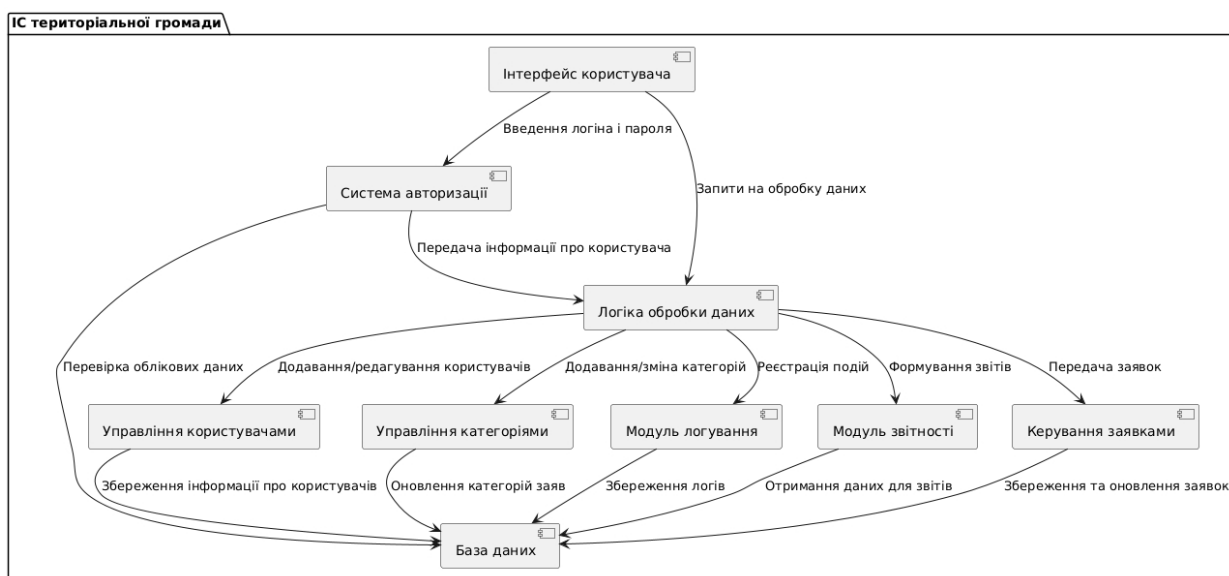 ІС територіальної громади
Інтерфейс користувача
Введення логіна і пароля
Система авторизації
Запити на обробку даних
Передача інформації про користувача
Логіка обробки даних
Перевірка облікових даних
Додавання/редагування користувачів
Додавання/зміна категорій
Реєстрація подій
Формування звітів
Передача заявок
Управління користувачами
Управління категоріями
Модуль логування
Модуль звітності
Керування заявками
Збереження інформації про користувачів
Оновлення категорій заяв
Збереження логів
Отримання даних для звітів
Збереження та оновлення заявок
База даних